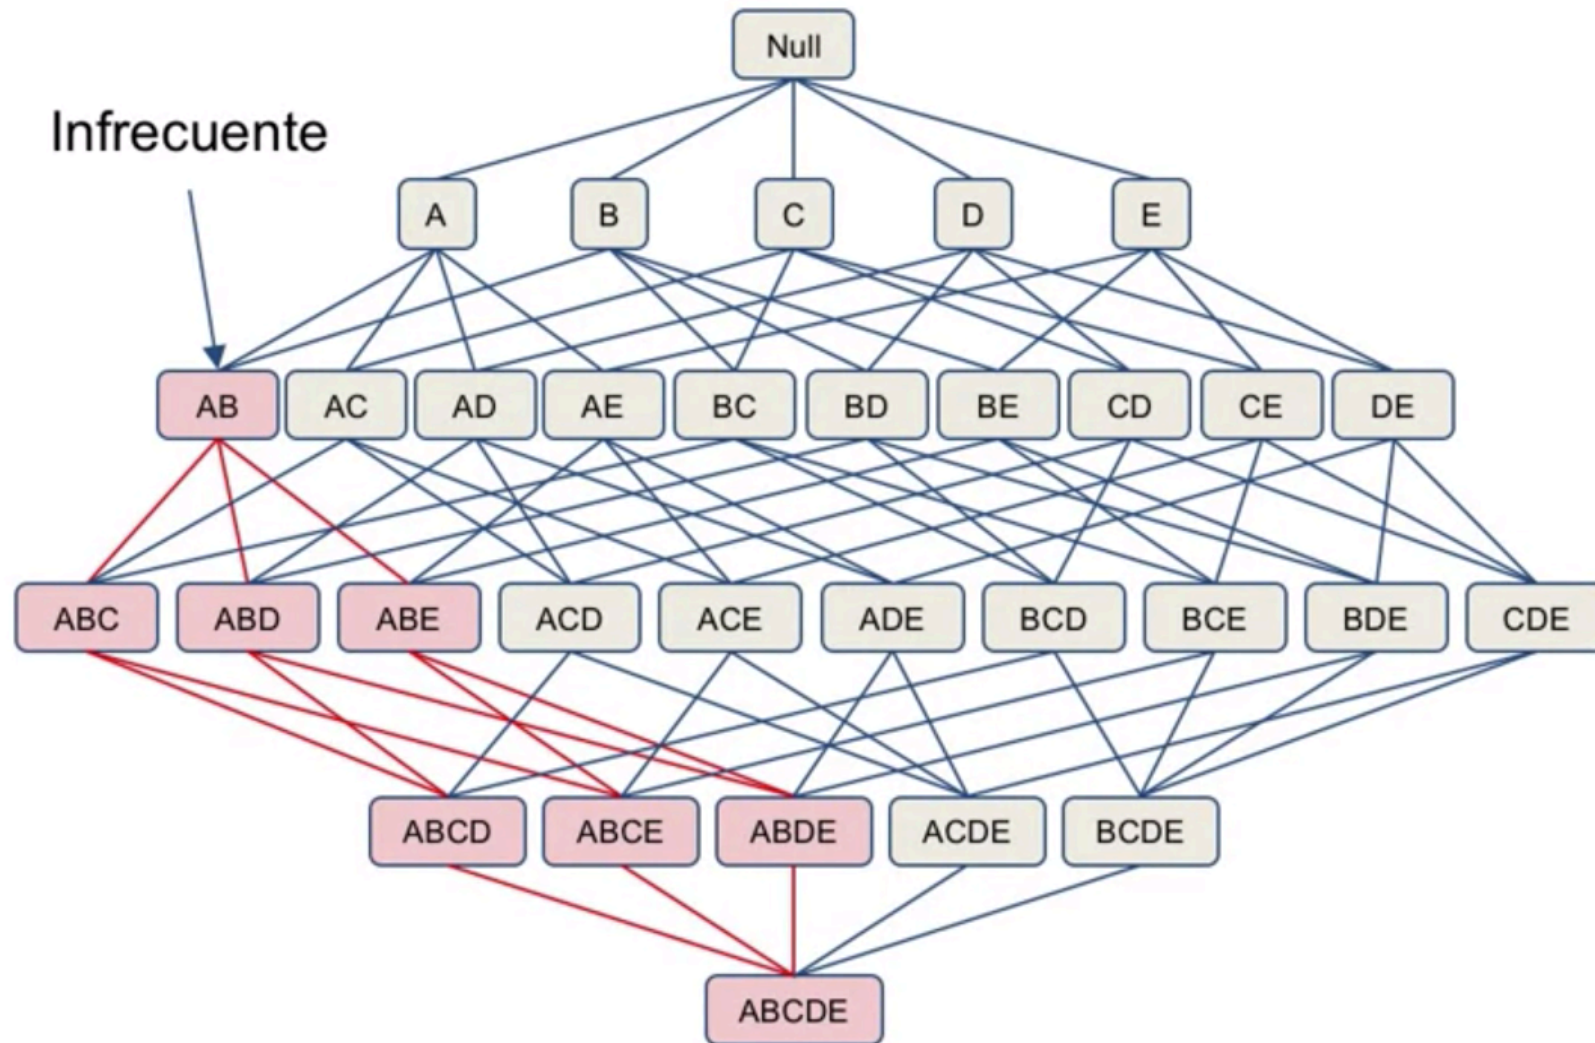 Null
Infrecuente
A B C D E
AB AC AD AE BC BD BE CD CE DE
ABC ABD ABE ACD ACE ADE BCD BCE BDE CDE
ABCD ABCE ABDE ACDE BCDE
ABCDE